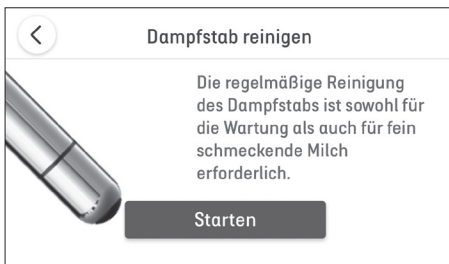 Dampfstab reinigen
Die regelmäßige Reinigung
des Dampfstabs ist sowohl für
die Wartung als auch für fein
schmeckende Milch
erforderlich.
Starten